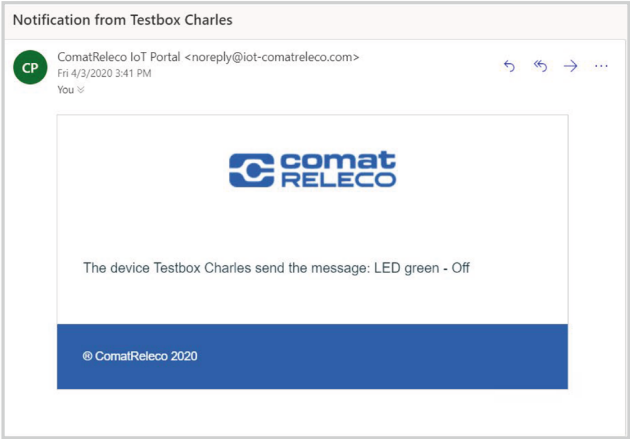 Notification from Testbox Charles
CP
ComatReleco IoT Portal <noreply@iot-comatreleco.com>
Fri 4/3/2020 3:41 PM
You
comat
RELECO
The device Testbox Charles send the message: LED green - Off
® ComatReleco 2020